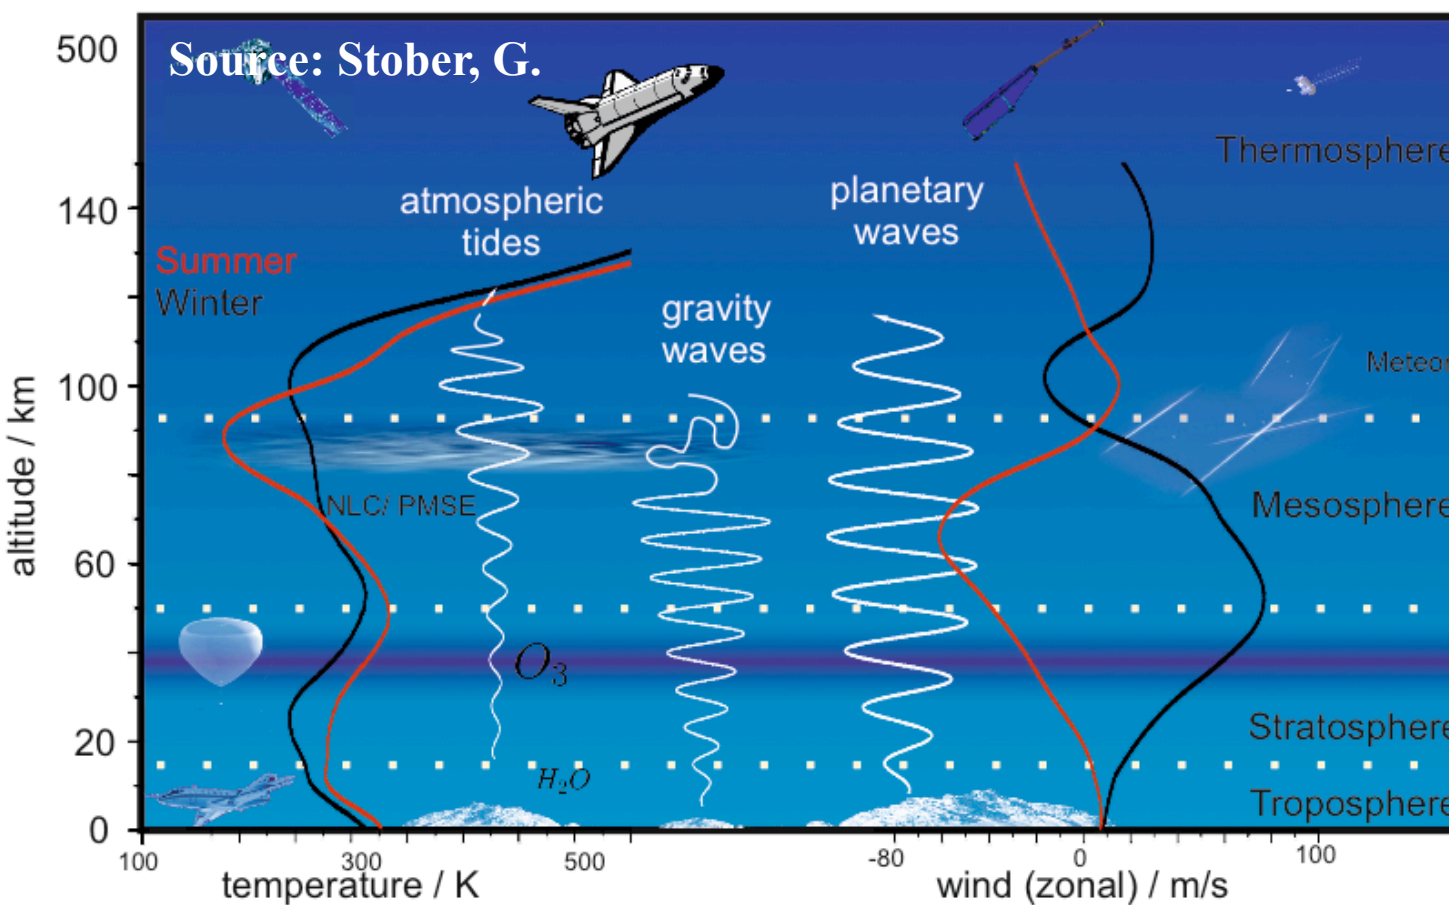 500
Source: Stober, G.
Thermosphere
atmospheric
tides
planetary
waves
140
Summer
Winter
gravity
waves
Meteor
100
altitude / km
NLC/ PMSE
Mesosphere
60
O3
20
Stratosphere
H2O
Troposphere
0
100
300
500
-80
0
100
temperature / K
wind (zonal) / m/s